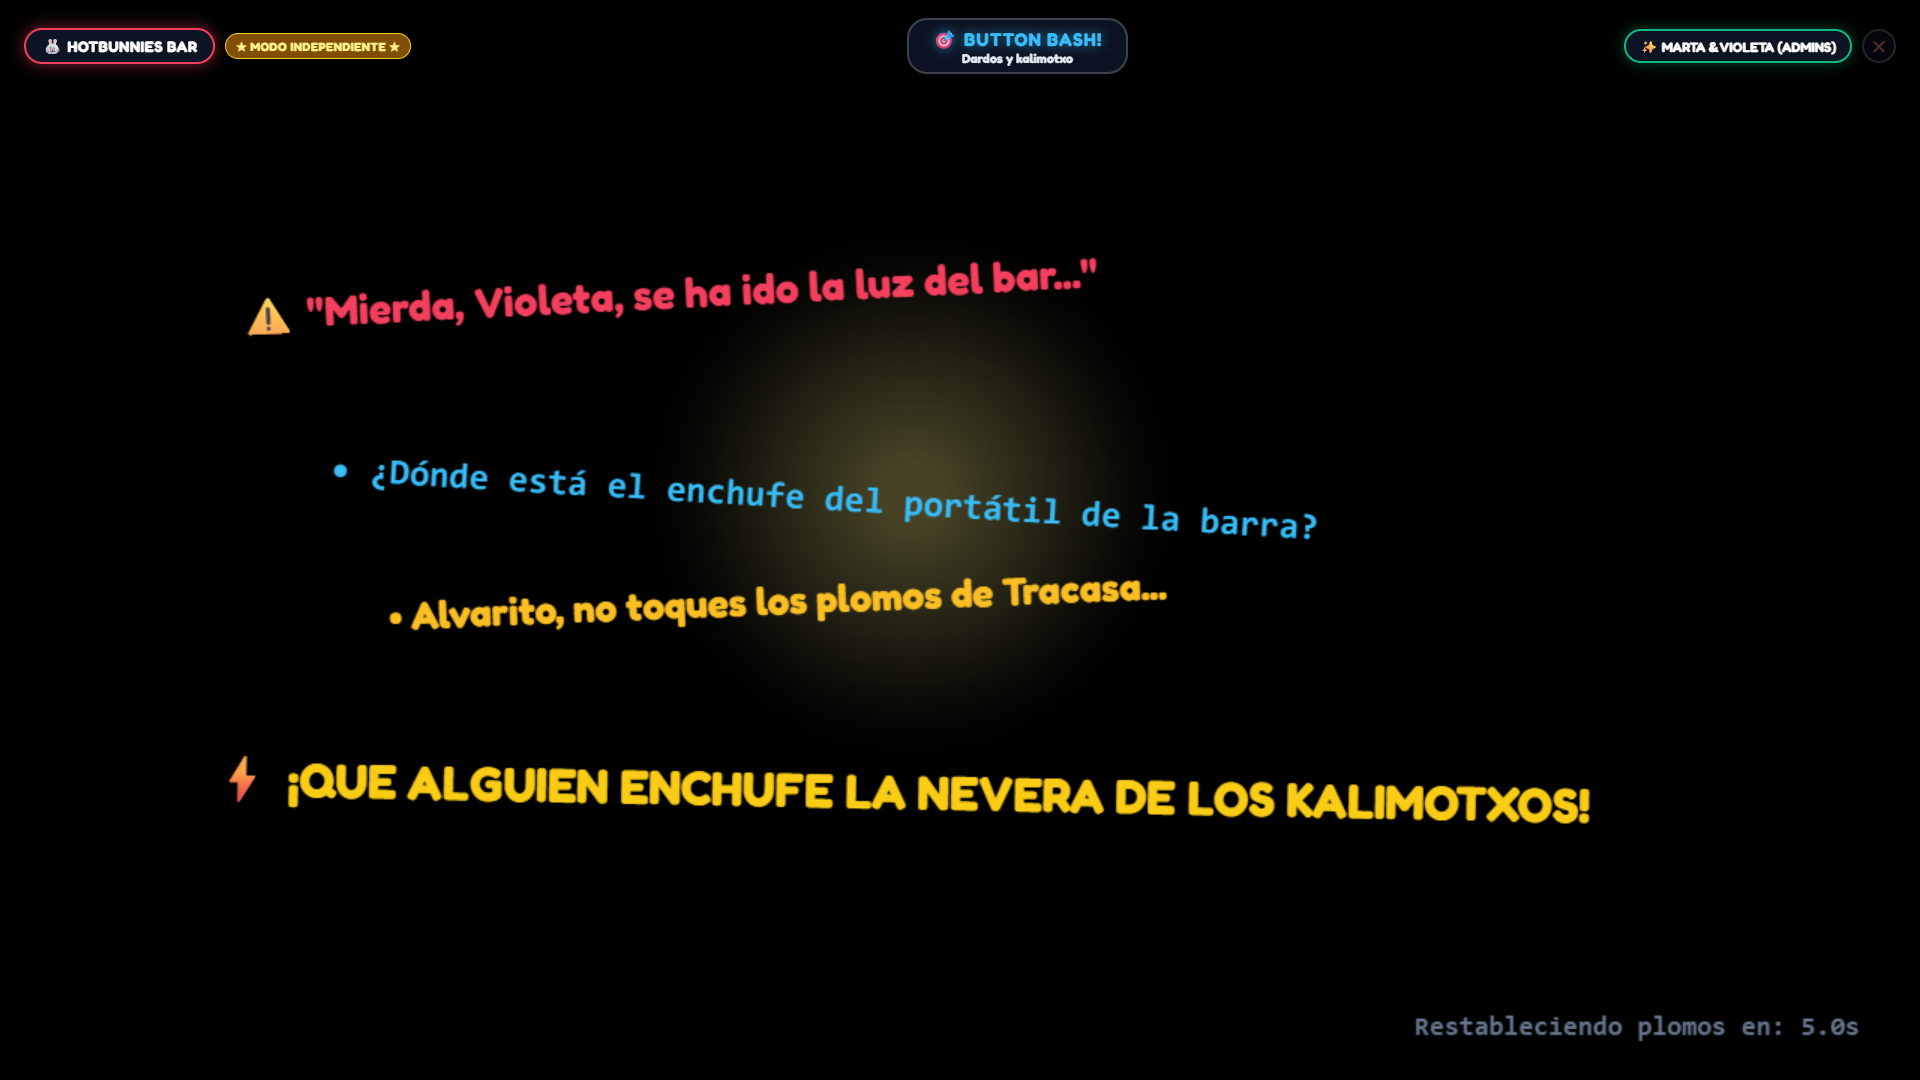 HOTBUNNIES BAR
★ MODO INDEPENDIENTE ★
BUTTON BASH!
Dardos y kalimotxo
MARTA & VIOLETA (ADMINS)
"Mierda, Violeta, se ha ido la luz del bar..."
• ¿Dónde está el enchufe del portátil de la barra?
• Alvarito, no toques los plomos de Tracasa...
¡QUE ALGUIEN ENCHUFE LA NEVERA DE LOS KALIMOTXOS!
Restableciendo plomos en: 5.0s